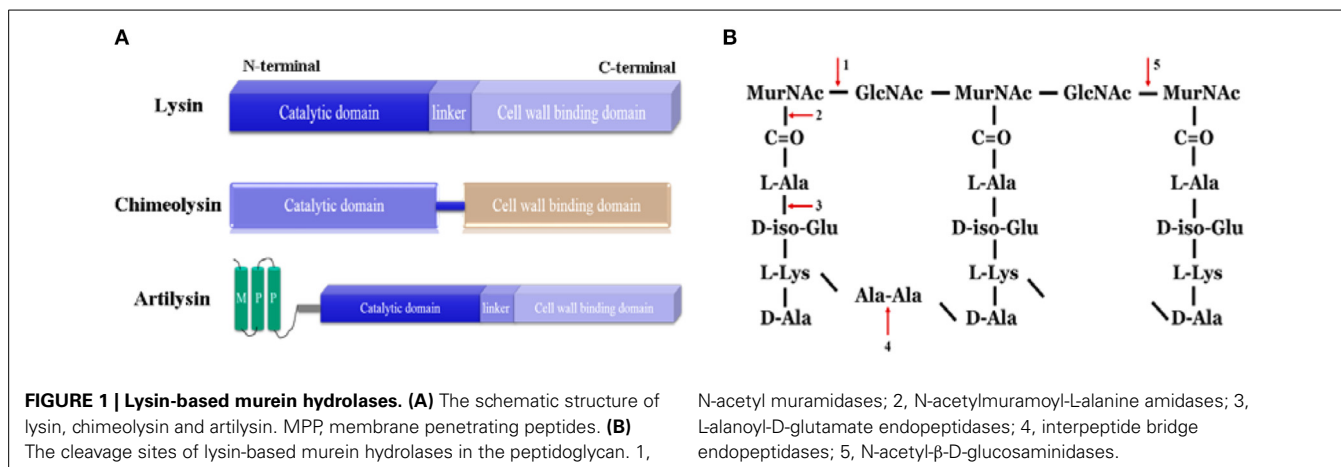 A
N-terminal C-terminal
Lysin Catalytic domain linker Cell wall binding domain
Chimeolysin Catalytic domain Cell wall binding domain
Artilysin M P P Catalytic domain linker Cell wall binding domain
B
1 5
MurNAc GlcNAc MurNAc GlcNAc MurNAc
2
C=O C=O C=O
L-Ala L-Ala L-Ala
3
D-iso-Glu D-iso-Glu D-iso-Glu
L-Lys L-Lys L-Lys
Ala-Ala
D-Ala D-Ala D-Ala
4
FIGURE 1 | Lysin-based murein hydrolases. (A) The schematic structure of
lysin, chimeolysin and artilysin. MPP, membrane penetrating peptides. (B)
The cleavage sites of lysin-based murein hydrolases in the peptidoglycan. 1,
N-acetyl muramidases; 2, N-acetylmuramoyl-L-alanine amidases; 3,
L-alanoyl-D-glutamate endopeptidases; 4, interpeptide bridge
endopeptidases; 5, N-acetyl-β-D-glucosaminidases.